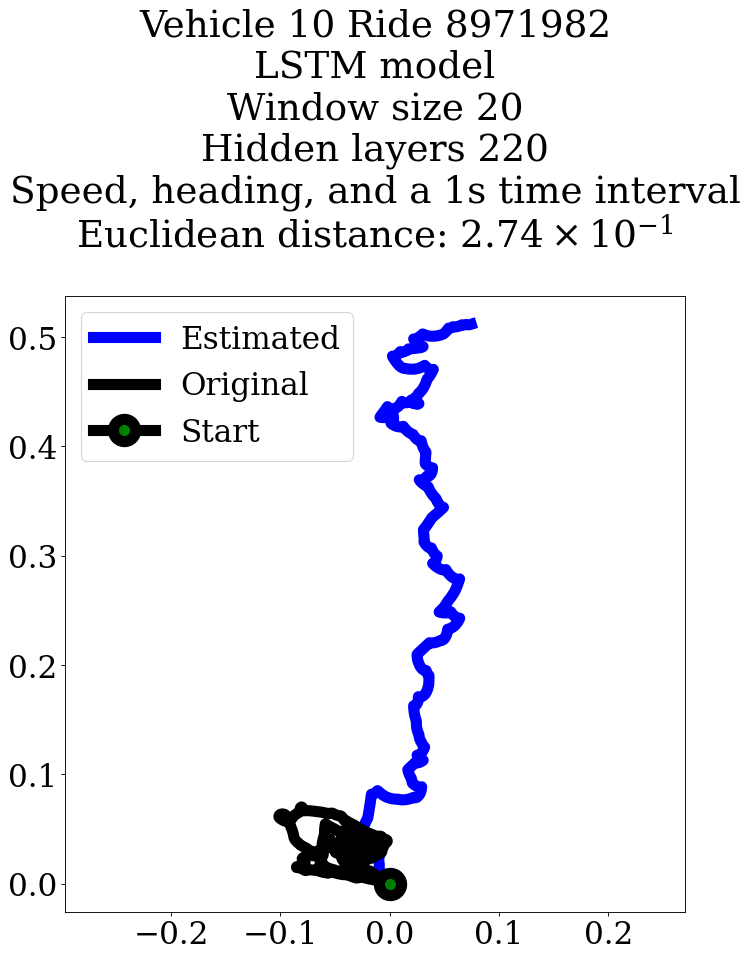 Vehicle 10 Ride 8971982
LSTM model
Window size 20
Hidden layers 220
Speed, heading, and a 1s time interval
Euclidean distance: 2.74 × 10⁻¹
Estimated
Original
Start
0.5
0.4
0.3
0.2
0.1
0.0
−0.2 −0.1 0.0 0.1 0.2